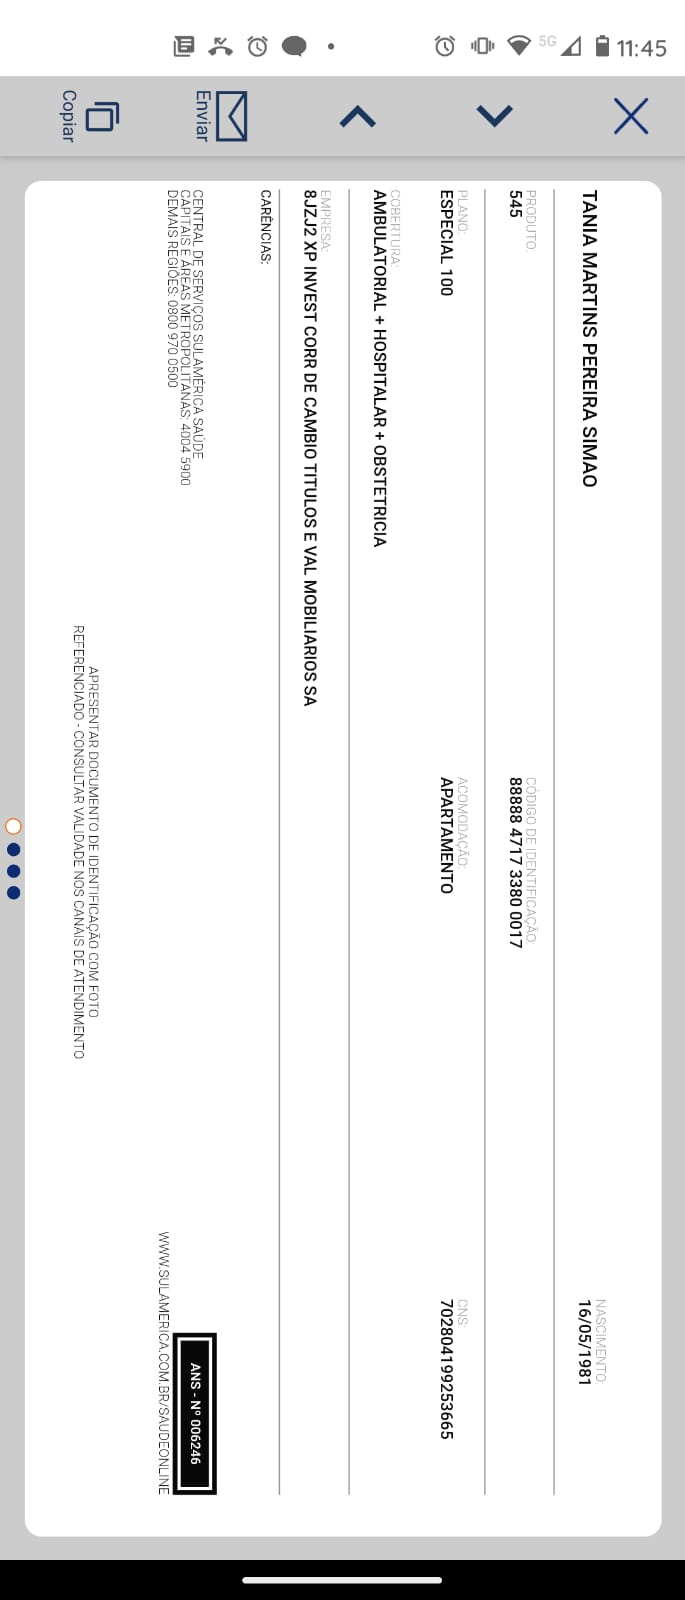 5G
11:45
Copiar
Enviar
TANIA MARTINS PEREIRA SIMAO
NASCIMENTO:
16/05/1981
PRODUTO:
545
CÓDIGO DE IDENTIFICAÇÃO:
88888 4717 3380 0017
PLANO:
ESPECIAL 100
ACOMODAÇÃO:
APARTAMENTO
CNS:
702804199253665
COBERTURA:
AMBULATORIAL + HOSPITALAR + OBSTETRICIA
EMPRESA:
8JZJ2 XP INVEST CORR DE CAMBIO TITULOS E VAL MOBILIARIOS SA
CARÊNCIAS:
CENTRAL DE SERVIÇOS SULAMÉRICA SAÚDE
CAPITAIS E ÁREAS METROPOLITANAS: 4004 5900
DEMAIS REGIÕES: 0800 970 0500
ANS - Nº 006246
WWW.SULAMERICA.COM.BR/SAUDEONLINE
APRESENTAR DOCUMENTO DE IDENTIFICAÇÃO COM FOTO
REFERENCIADO - CONSULTAR VALIDADE NOS CANAIS DE ATENDIMENTO